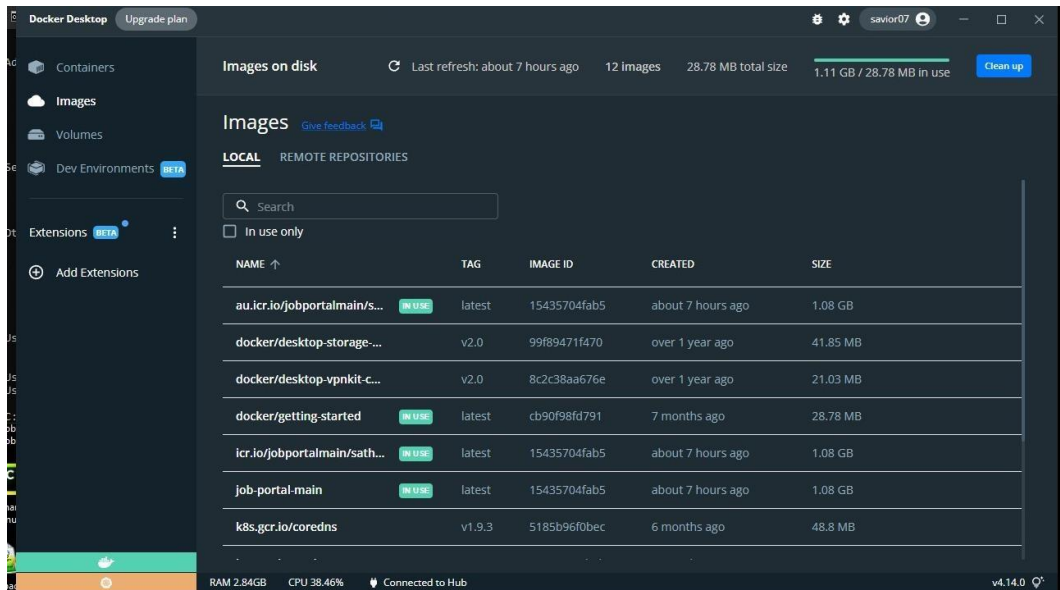 Docker Desktop Upgrade plan savior07
Containers
Images
Volumes
Dev Environments BETA
Extensions BETA
Add Extensions
Images on disk Last refresh: about 7 hours ago 12 images 28.78 MB total size 1.11 GB / 28.78 MB in use Clean up
Images Give feedback
LOCAL REMOTE REPOSITORIES
Search
In use only
NAME TAG IMAGE ID CREATED SIZE
au.icr.io/jobportalmain/s... IN USE latest 15435704fab5 about 7 hours ago 1.08 GB
docker/desktop-storage-... v2.0 99f89471f470 over 1 year ago 41.85 MB
docker/desktop-vpnkit-c... v2.0 8c2c38aa676e over 1 year ago 21.03 MB
docker/getting-started IN USE latest cb90f98fd791 7 months ago 28.78 MB
icr.io/jobportalmain/sath... IN USE latest 15435704fab5 about 7 hours ago 1.08 GB
job-portal-main IN USE latest 15435704fab5 about 7 hours ago 1.08 GB
k8s.gcr.io/coredns v1.9.3 5185b96f0bec 6 months ago 48.8 MB
RAM 2.84GB CPU 38.46% Connected to Hub v4.14.0